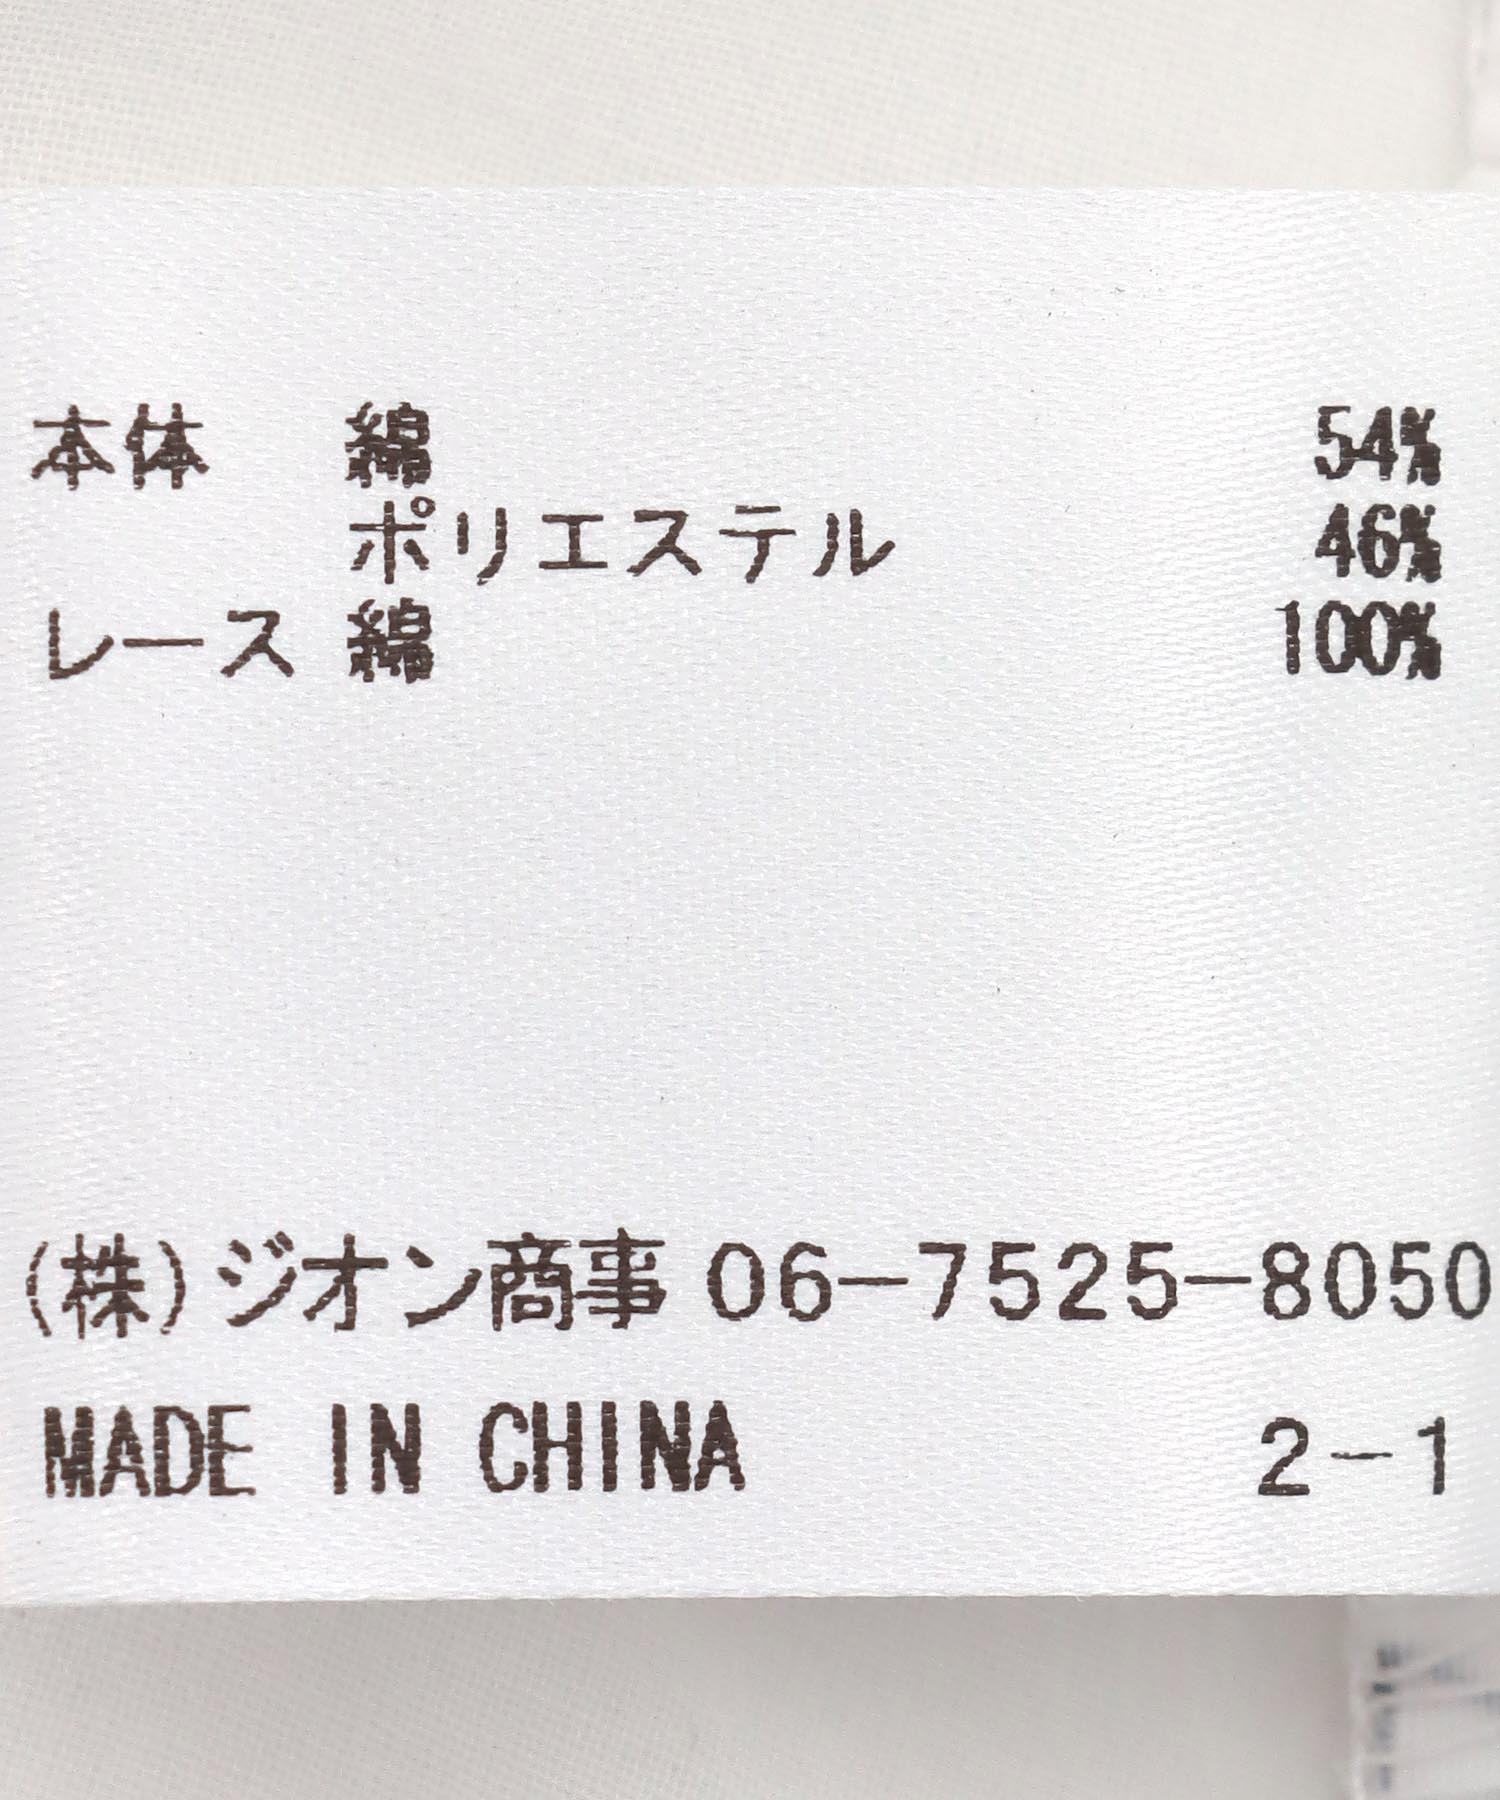 本体 綿 54%
ポリエステル 46%
レース 綿 100%
(株)ジオン商事 06-7525-8050
MADE IN CHINA 2-1